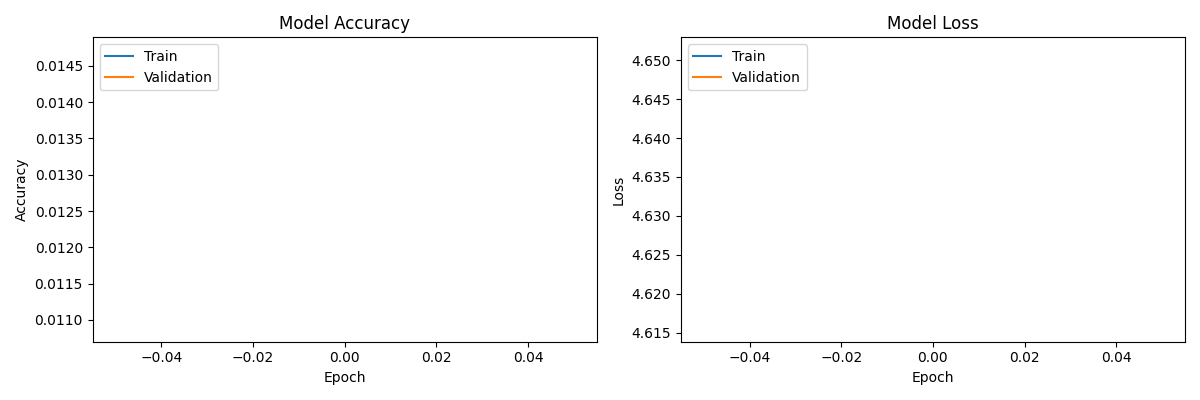 Model Accuracy
Train
Validation
0.0145
0.0140
0.0135
0.0130
0.0125
0.0120
0.0115
0.0110
Accuracy
−0.04 −0.02 0.00 0.02 0.04
Epoch
Model Loss
Train
Validation
4.650
4.645
4.640
4.635
4.630
4.625
4.620
4.615
Loss
−0.04 −0.02 0.00 0.02 0.04
Epoch